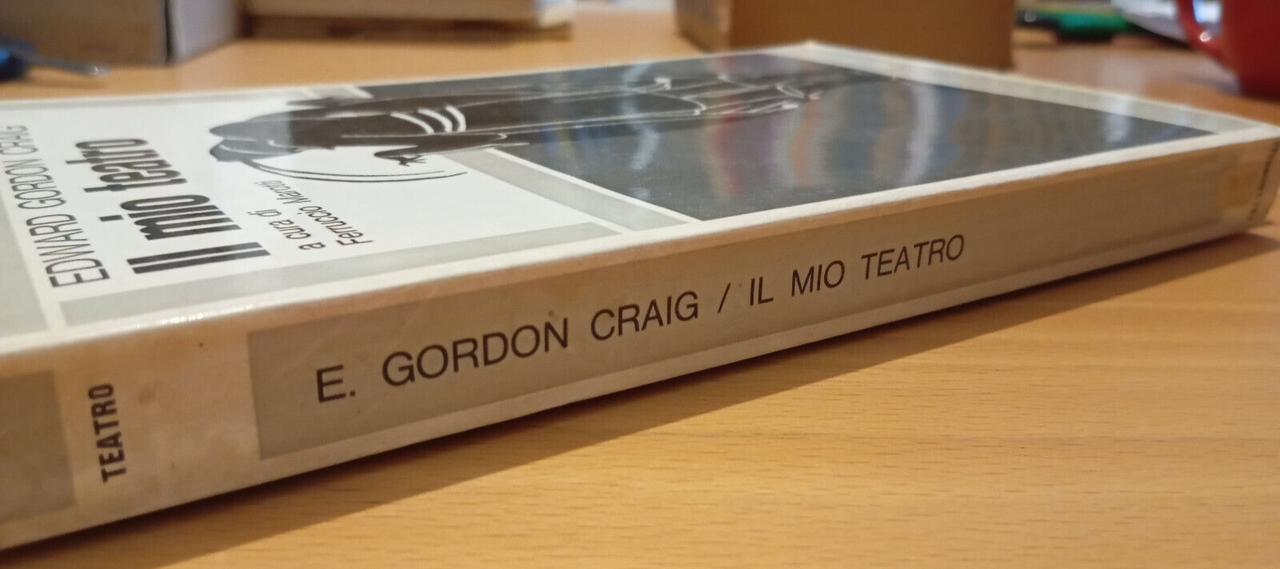 EDWARD GORDON CRAIG
Il mio teatro
a cura di
Ferruccio Marotti
TEATRO
E. GORDON CRAIG / IL MIO TEATRO